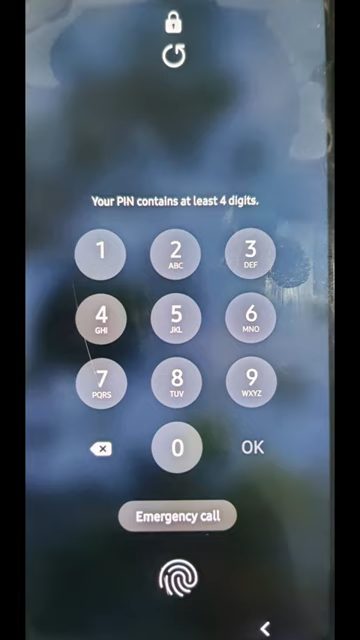 Your PIN contains at least 4 digits.
1 2 3
ABC DEF
4 5 6
GHI JKL MNO
7 8 9
PQRS TUV WXYZ
0 OK
Emergency call